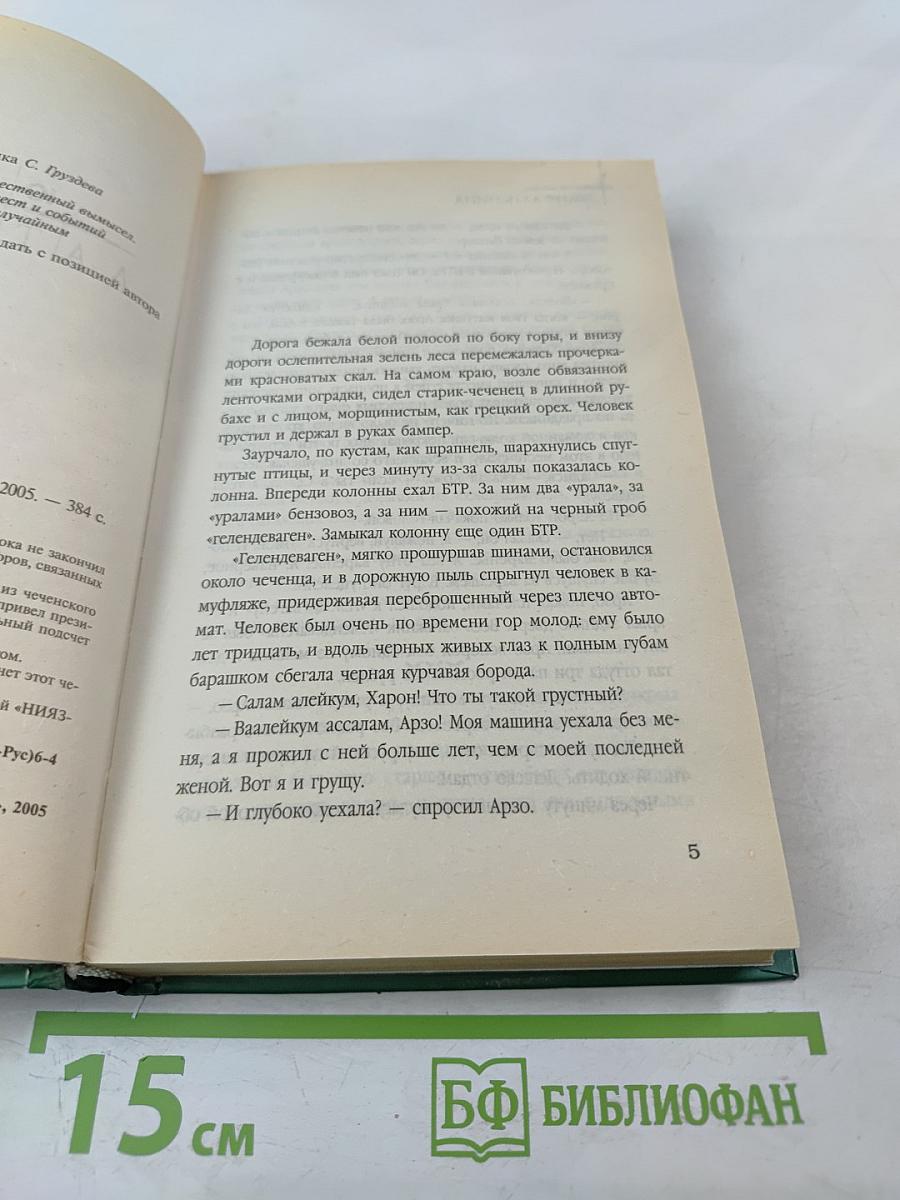 ка С. Груздева
ественный вымысел.
ест и событий
лучайным
дать с позицией автора
2005. — 384 с.
ока не закончил
ров, связанных
из чеченского
привел прези-
ьный подсчет
ом.
нет этот че-
й «НИЯЗ-
-Рус)6-4
, 2005
Дорога бежала белой полосой по боку горы, и внизу
дороги ослепительная зелень леса перемежалась прочерка-
ми красноватых скал. На самом краю, возле обвязанной
ленточками оградки, сидел старик-чеченец в длинной ру-
бахе и с лицом, морщинистым, как грецкий орех. Человек
грустил и держал в руках бампер.
Заурчало, по кустам, как шрапнель, шарахнулись спуг-
нутые птицы, и через минуту из-за скалы показалась ко-
лонна. Впереди колонны ехал БТР. За ним два «урала», за
«уралами» бензовоз, а за ним — похожий на черный гроб
«гелендеваген». Замыкал колонну еще один БТР.
«Гелендеваген», мягко прошуршав шинами, остановился
около чеченца, и в дорожную пыль спрыгнул человек в ка-
муфляже, придерживая переброшенный через плечо авто-
мат. Человек был очень по времени гор молод: ему было
лет тридцать, и вдоль черных живых глаз к полным губам
барашком сбегала черная курчавая борода.
— Салам алейкум, Харон! Что ты такой грустный?
— Ваалейкум ассалам, Арзо! Моя машина уехала без ме-
ня, а я прожил с ней больше лет, чем с моей последней
женой. Вот я и грущу.
— И глубоко уехала? — спросил Арзо.
5
15 см
БФ БИБЛИОФАН